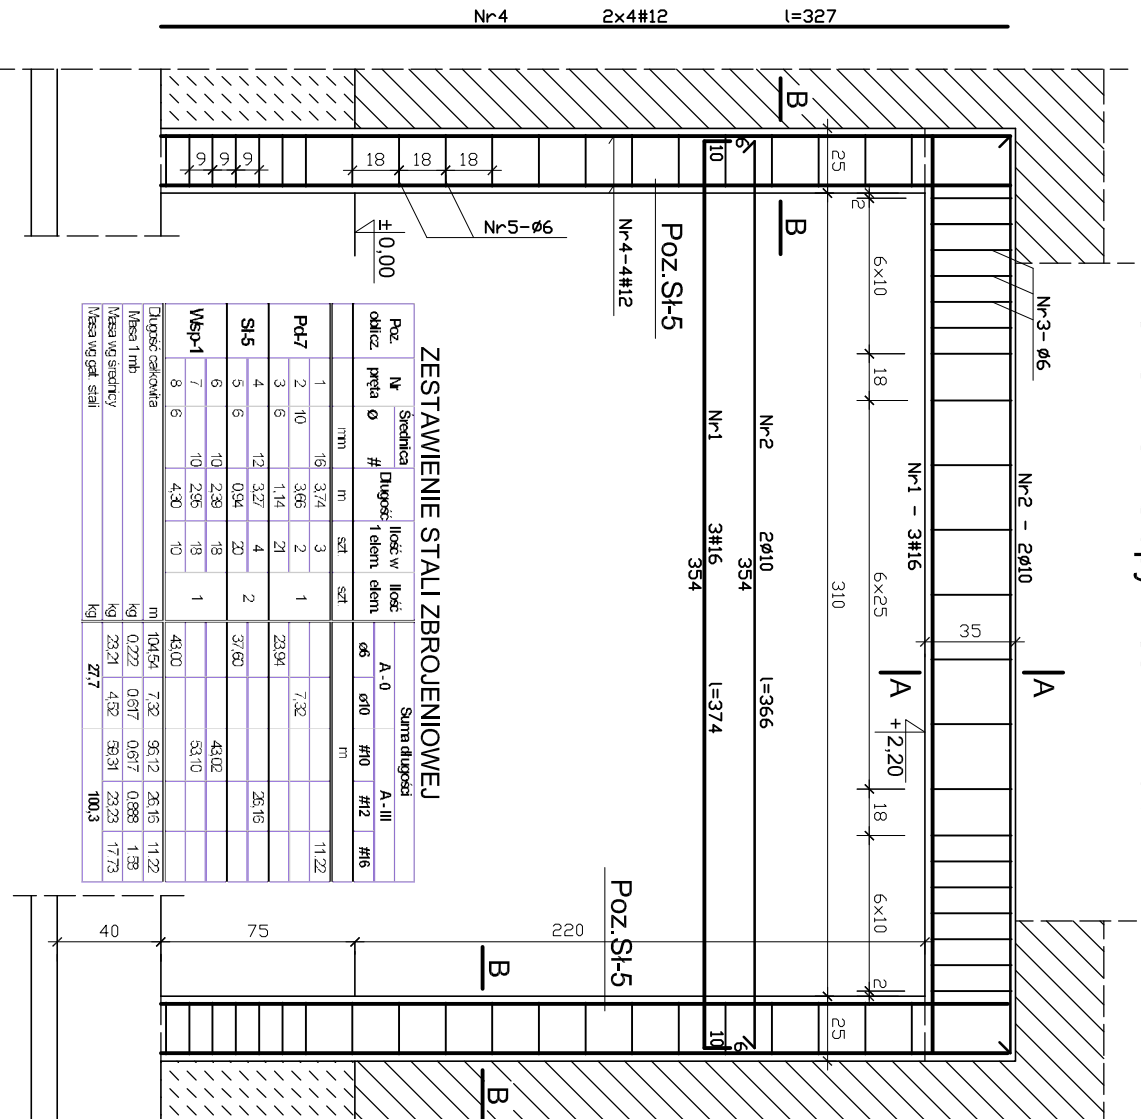 Nr4 2x4#12 l=327
B
25
10
6
9 9 9
18 18 18
Nr5-ø6
±0,00
Nr4-4#12
Poz.Sł-5
B
2
6x10
18
6x25
18
6x10
2
Nr3- ø6
Nr2 - 2ø10
Nr1 - 3#16
Nr2 2ø10 l=366
354
Nr1 3#16 l=374
354
310
35
A
A
+2,20
25
10
6
Poz.Sł-5
B
B
40
75
220
ZESTAWIENIE STALI ZBROJENIOWEJ
Poz. oblicz. Nr pręta Średnica ø # Długość Ilość w 1 elem. Ilość elem. Suma długości
A - 0 A - III
ø6 ø10 #10 #12 #16
mm m szt szt. m
Pd-7 1 16 3,74 3 1 11,22
2 10 3,66 2 7,32
3 6 1,14 21 23,94
Sł-5 4 12 3,27 4 2 26,16
5 6 0,94 20 37,60
Wsp-1 6 10 2,39 18 1 43,02
7 10 2,95 18 53,10
8 6 4,30 10 43,00
Długość całkowita m 104,54 7,32 96,12 26,16 11,22
Masa 1 mb kg 0,222 0,617 0,617 0,888 1,58
Masa wg średnicy kg 23,21 4,52 59,31 23,23 17,73
Masa wg gat. stali kg 27,7 100,3